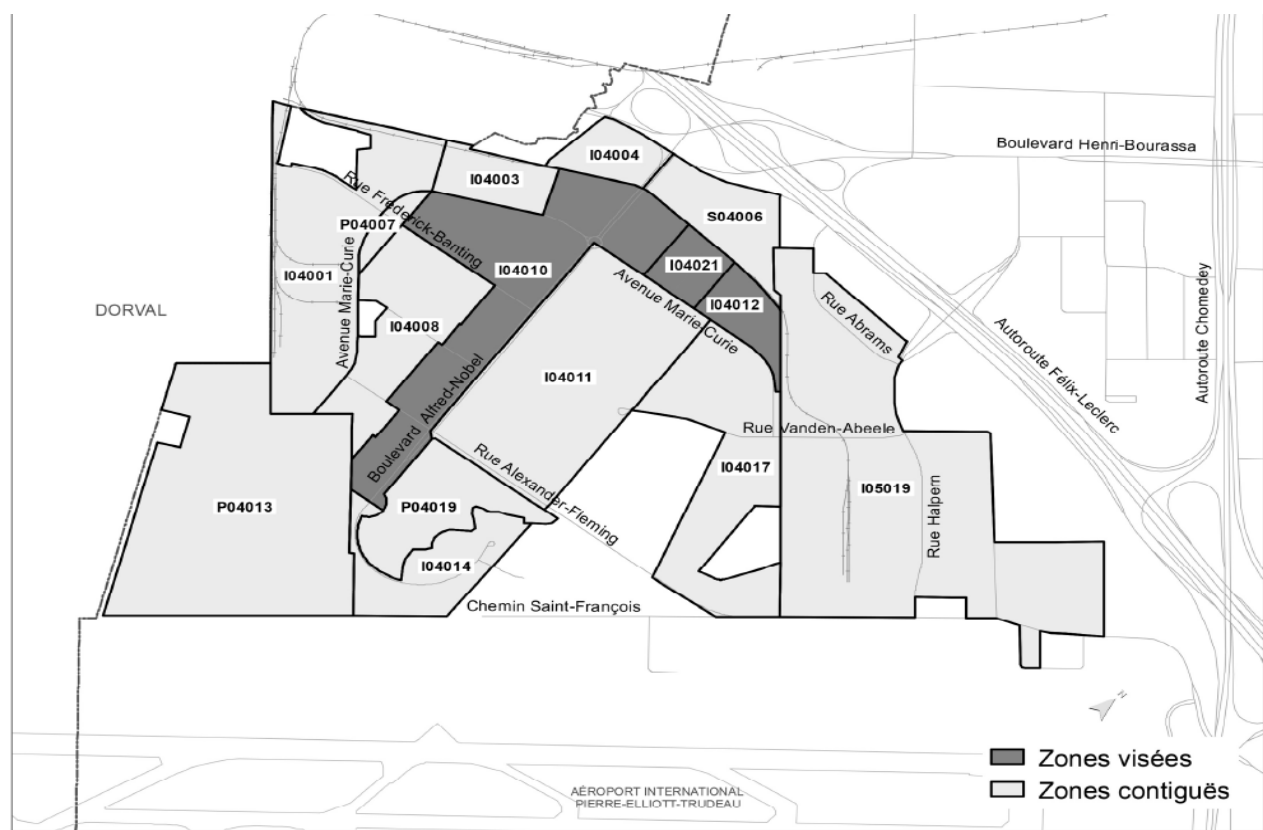 Boulevard Henri-Bourassa
I04004
I04003
Rue Frederick-Banting
S04006
P04007
I04010
I04021
I04001
Avenue Marie-Curie
I04012
Avenue Marie-Curie
Rue Abrams
Autoroute Chomedey
DORVAL
I04008
Autoroute Félix-Leclerc
I04011
Boulevard Alfred-Nobel
Rue Vanden-Abeele
Rue Alexander-Fleming
I04017
I05019
Rue Halpern
P04013
P04019
I04014
Chemin Saint-François
N
Zones visées
Zones contiguës
AÉROPORT INTERNATIONAL
PIERRE-ELLIOTT-TRUDEAU